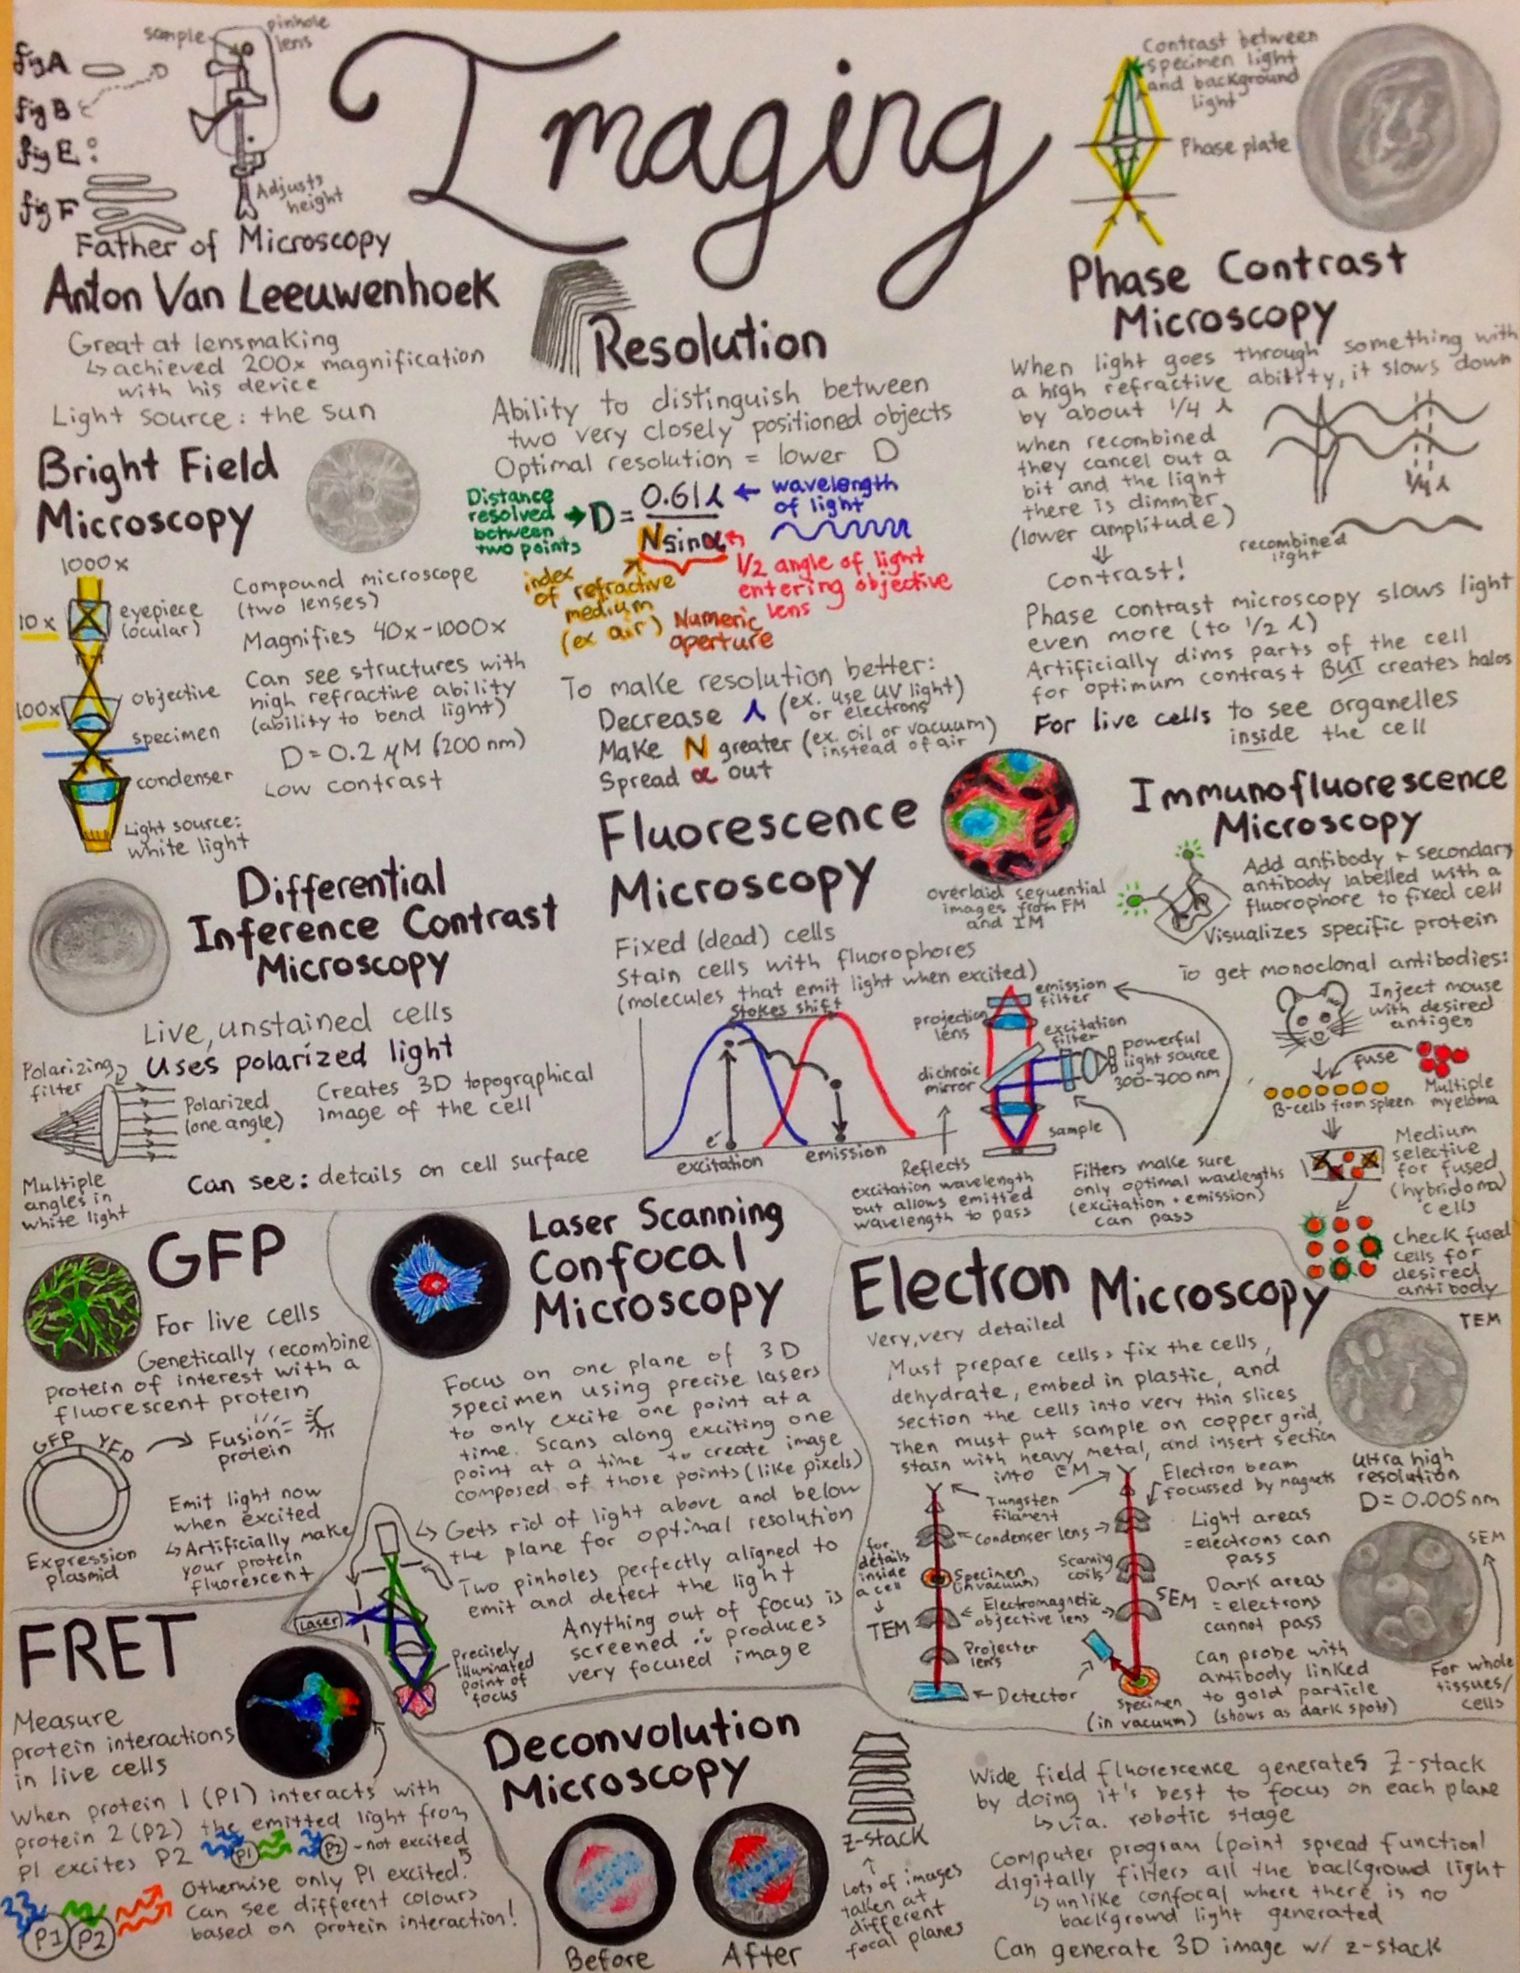 Imaging
fig A
fig B
fig E
fig F
sample
pinhole
lens
Adjusts
height
Father of Microscopy
Anton Van Leeuwenhoek
Great at lensmaking
↳ achieved 200x magnification
with his device
Light source: the sun
Bright Field
Microscopy
1000x
10x
eyepiece
(ocular)
100x
objective
specimen
condenser
Light source:
white light
Compound microscope
(two lenses)
Magnifies 40x-1000x
Can see structures with
high refractive ability
(ability to bend light)
D=0.2 µM (200 nm)
Low contrast
Resolution
Ability to distinguish between
two very closely positioned objects
Optimal resolution = lower D
Distance
resolved
between
two points
→ D = 0.61λ
N sin α
← wavelength
of light
index
of refractive
medium
(ex air)
Numeric
aperture
1/2 angle of light
entering objective
lens
To make resolution better:
Decrease λ (ex. use UV light)
or electrons
Make N greater (ex. oil or vacuum)
instead of air
Spread α out
Contrast between
specimen light
and background
light
Phase plate
Phase Contrast
Microscopy
When light goes through something with
a high refractive ability, it slows down
by about 1/4 λ
when recombined
they cancel out a
bit and the light
there is dimmer
(lower amplitude)
⇓
Contrast!
1/4 λ
recombined
light
Phase contrast microscopy slows light
even more (to 1/2 λ)
Artificially dims parts of the cell
for optimum contrast BUT creates halos
For live cells to see organelles
inside the cell
Differential
Inference Contrast
Microscopy
Live, unstained cells
Uses polarized light
Polarizing
filter
Polarized
(one angle)
Multiple
angles in
white light
Creates 3D topographical
image of the cell
Can see: details on cell surface
Fluorescence
Microscopy
overlaid sequential
images from FM
and IM
Fixed (dead) cells
Stain cells with fluorophores
(molecules that emit light when excited)
Stokes shift
e-
excitation
emission
projection
lens
emission
filter
excitation
filter
dichroic
mirror
powerful
light source
300-700 nm
sample
Reflects
excitation wavelength
but allows emitted
wavelength to pass
Filters make sure
only optimal wavelengths
(excitation + emission)
can pass
Immunofluorescence
Microscopy
Add antibody + secondary
antibody labelled with a
fluorophore to fixed cell
Visualizes specific protein
To get monoclonal antibodies:
Inject mouse
with desired
antigen
fuse
B-cells from spleen
Multiple
myeloma
Medium
selective
for fused
(hybridoma)
cells
check fused
cells for
desired
antibody
GFP
For live cells
Genetically recombine
protein of interest with a
fluorescent protein
GFP YFP
Fusion
protein
Expression
plasmid
Emit light now
when excited
↳ Artificially make
your protein
fluorescent
Laser Scanning
Confocal
Microscopy
Focus on one plane of 3D
specimen using precise lasers
to only excite one point at a
time. Scans along exciting one
point at a time to create image
composed of those points (like pixels)
↳ Gets rid of light above and below
the plane for optimal resolution
Two pinholes perfectly aligned to
emit and detect the light
Anything out of focus is
screened ∴ produces
very focused image
Laser
Precisely
illuminated
point of
focus
Electron Microscopy
Very, very detailed
Must prepare cells > fix the cells,
dehydrate, embed in plastic, and
section the cells into very thin slices
Then must put sample on copper grid,
stain with heavy metal, and insert section
into EM
Tungsten
filament
Condenser lens
for
details
inside
a cell
TEM
Specimen
(in vacuum)
Scanning
coils
Electromagnetic
objective lens
SEM
Projecter
lens
Detector
Specimen
(in vacuum)
Electron beam
focussed by magnets
Light areas
= electrons can
pass
Dark areas
= electrons
cannot pass
Can probe with
antibody linked
to gold particle
(shows as dark spots)
TEM
Ultra high
resolution
D=0.005 nm
SEM
For whole
tissues/
cells
FRET
Measure
protein interactions
in live cells
When protein 1 (P1) interacts with
protein 2 (P2) the emitted light from
P1 excites P2
P1 P2 - not excited
P1 P2
Otherwise only P1 excited.
Can see different colours
based on protein interaction!
Deconvolution
Microscopy
Before
After
Z-stack
↑
Lots of images
taken at
different
focal planes
Wide field fluorescence generates Z-stack
by doing it's best to focus on each plane
↳ via. robotic stage
Computer program (point spread function)
digitally filters all the background light
↳ unlike confocal where there is no
background light generated
Can generate 3D image w/ z-stack